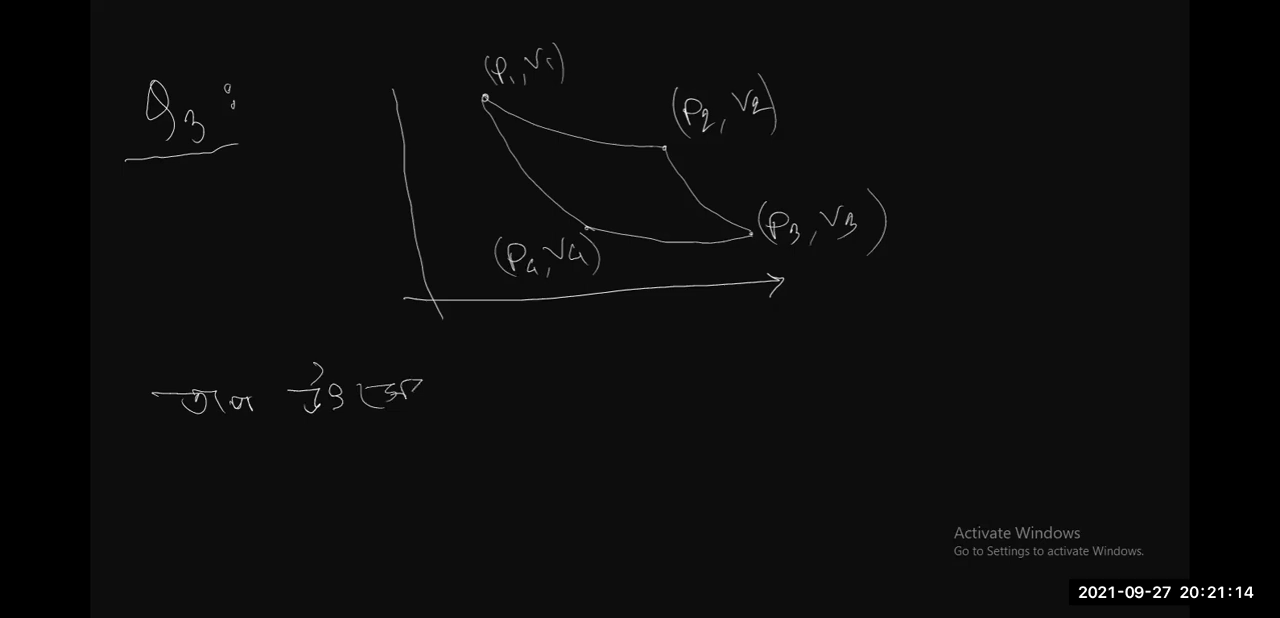 Q3:
(P1, V1)
(P2, V2)
(P3, V3)
(P4, V4)
তাপ
Activate Windows
Go to Settings to activate Windows.
2021-09-27 20:21:14